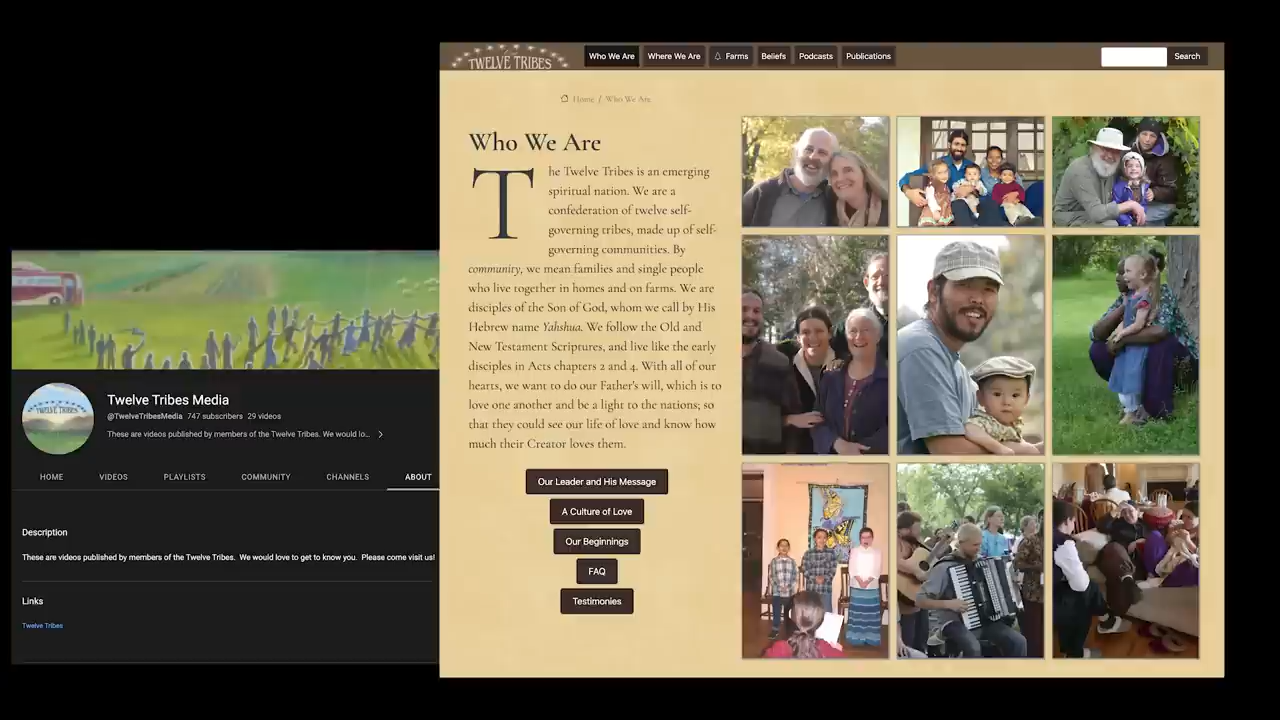 TWELVE TRIBES
Who We Are
Where We Are
Farms
Beliefs
Podcasts
Publications
Search
Home / Who We Are
Who We Are
The Twelve Tribes is an emerging
spiritual nation. We are a
confederation of twelve self-
governing tribes, made up of self-
governing communities. By
community, we mean families and single people
who live together in homes and on farms. We are
disciples of the Son of God, whom we call by His
Hebrew name Yahshua. We follow the Old and
New Testament Scriptures, and live like the early
disciples in Acts chapters 2 and 4. With all of our
hearts, we want to do our Father's will, which is to
love one another and be a light to the nations; so
that they could see our life of love and know how
much their Creator loves them.
Our Leader and His Message
A Culture of Love
Our Beginnings
FAQ
Testimonies
TWELVE TRIBES
Twelve Tribes Media
@TwelveTribesMedia 747 subscribers 29 videos
These are videos published by members of the Twelve Tribes. We would lo...
HOME
VIDEOS
PLAYLISTS
COMMUNITY
CHANNELS
ABOUT
Description
These are videos published by members of the Twelve Tribes. We would love to get to know you. Please come visit us!
Links
Twelve Tribes